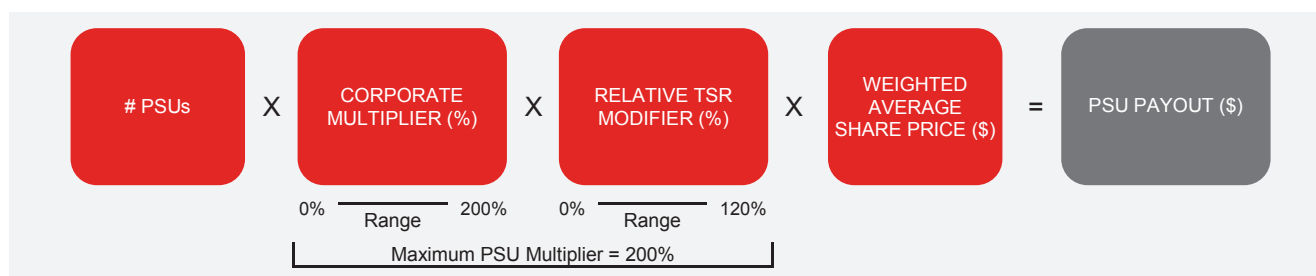 # PSUs
X
CORPORATE
MULTIPLIER (%)
X
RELATIVE TSR
MODIFIER (%)
X
WEIGHTED
AVERAGE
SHARE PRICE ($)
=
PSU PAYOUT ($)
0% 200%
Range
0% 120%
Range
Maximum PSU Multiplier = 200%